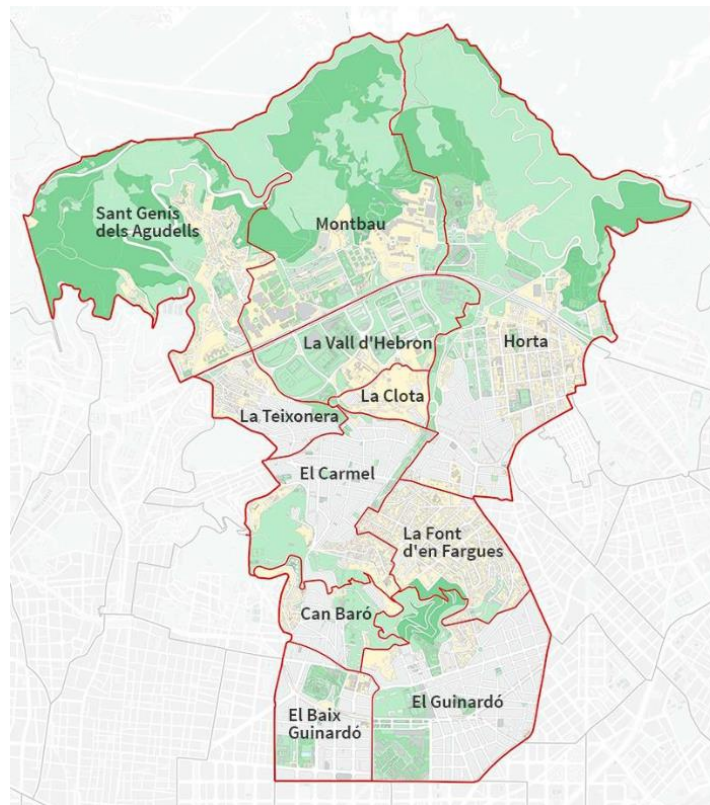 Sant Genís
dels Agudells
Montbau
La Vall d'Hebron
Horta
La Clota
La Teixonera
El Carmel
La Font
d'en Fargues
Can Baró
El Guinardó
El Baix
Guinardó